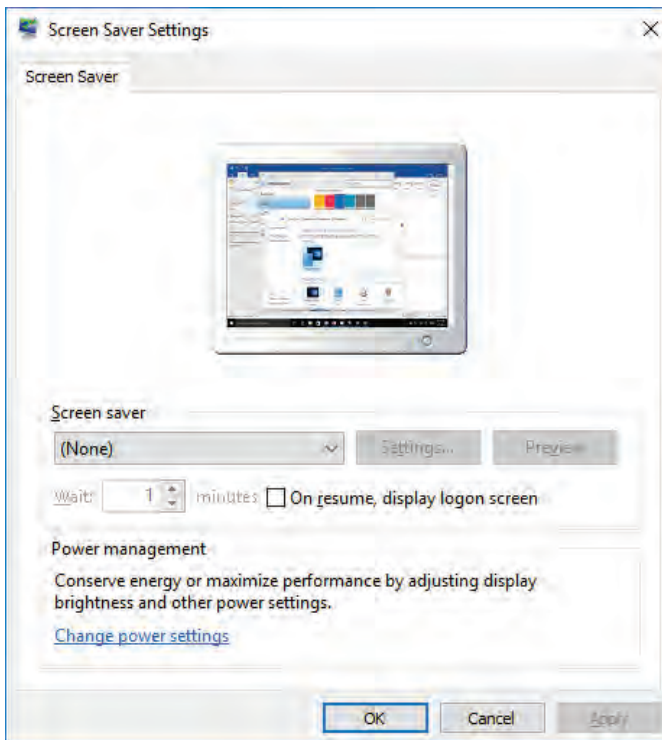 Screen Saver Settings
Screen Saver
Screen saver
(None)
Settings...
Preview
Wait: 1 minutes On resume, display logon screen
Power management
Conserve energy or maximize performance by adjusting display
brightness and other power settings.
Change power settings
OK Cancel Apply